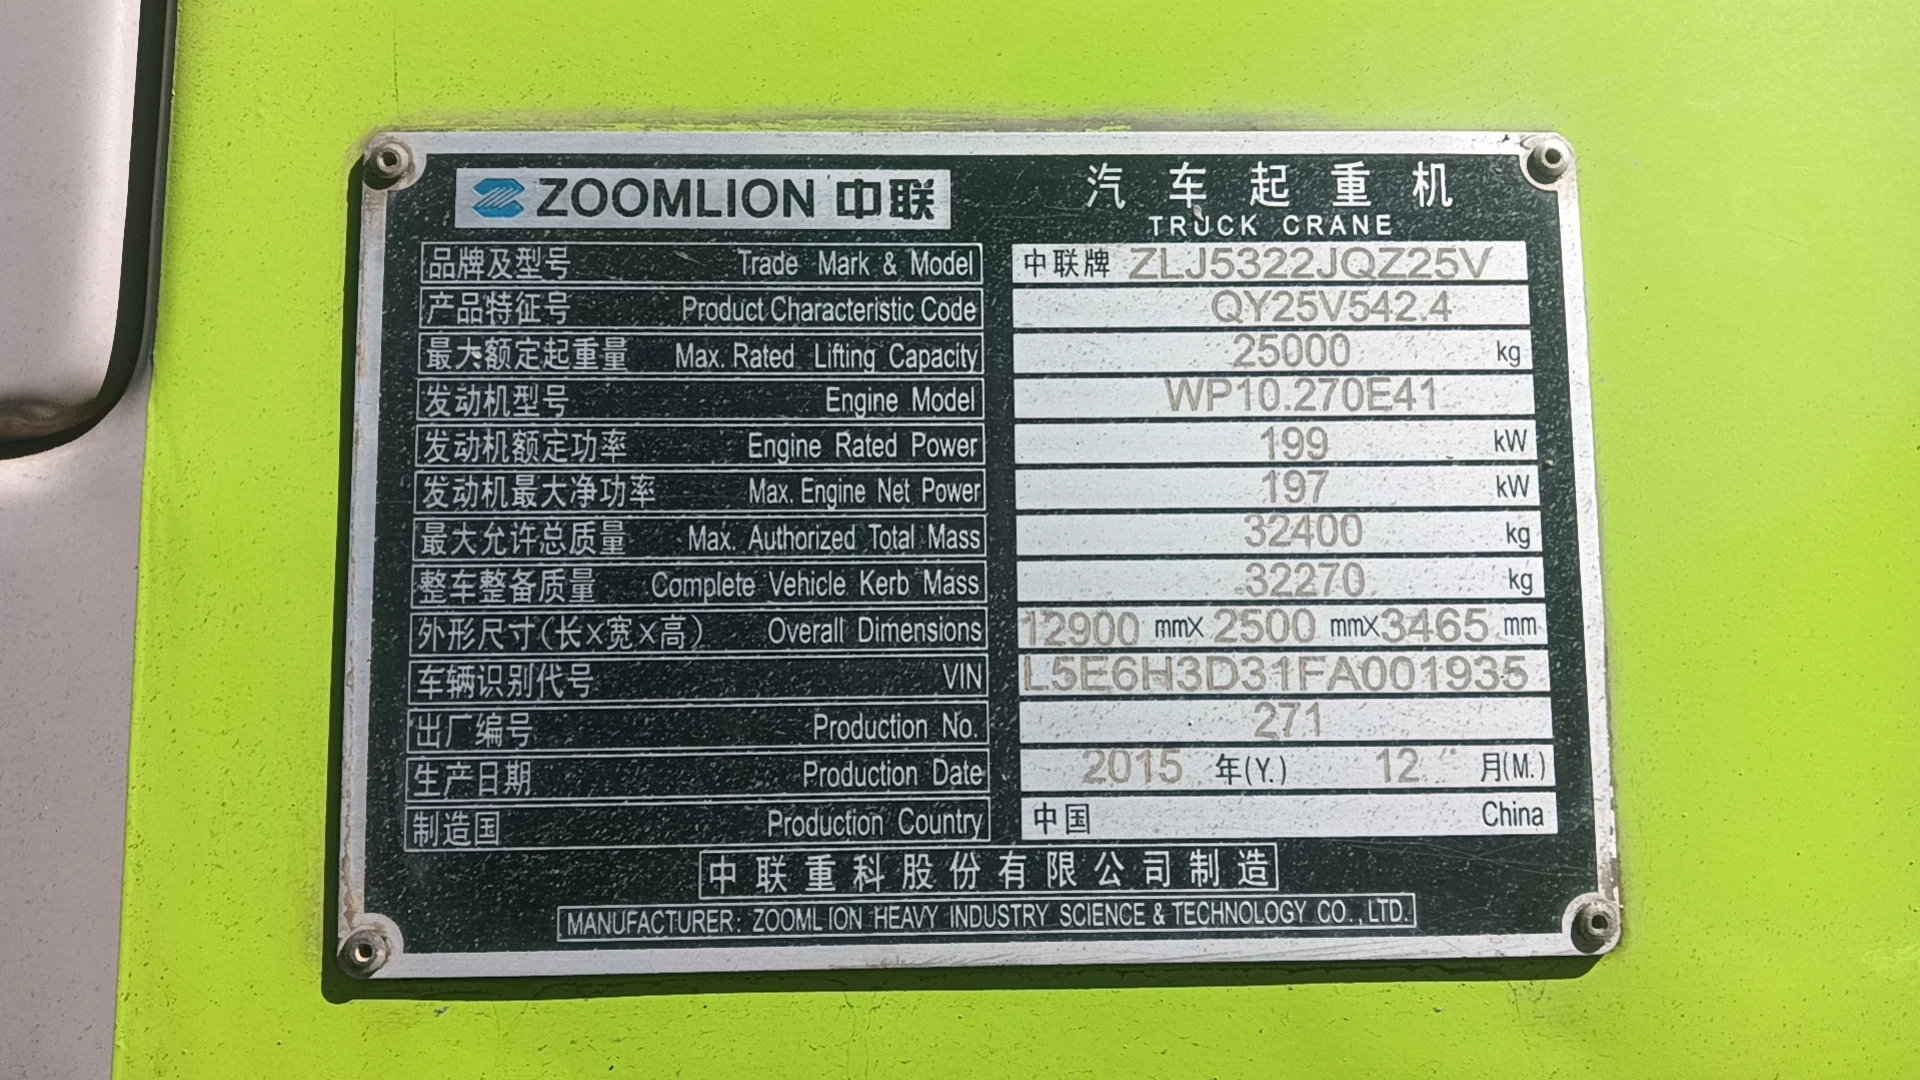 ZOOMLION 中联
汽车起重机
TRUCK CRANE
品牌及型号 Trade Mark & Model 中联牌 ZLJ5322JQZ25V
产品特征号 Product Characteristic Code QY25V542.4
最大额定起重量 Max. Rated Lifting Capacity 25000 kg
发动机型号 Engine Model WP10.270E41
发动机额定功率 Engine Rated Power 199 kW
发动机最大净功率 Max. Engine Net Power 197 kW
最大允许总质量 Max. Authorized Total Mass 32400 kg
整车整备质量 Complete Vehicle Kerb Mass 32270 kg
外形尺寸(长×宽×高) Overall Dimensions 12900 mm× 2500 mm× 3465 mm
车辆识别代号 VIN L5E6H3D31FA001935
出厂编号 Production No. 271
生产日期 Production Date 2015 年(Y.) 12 月(M.)
制造国 Production Country 中国 China
中联重科股份有限公司制造
MANUFACTURER: ZOOMLION HEAVY INDUSTRY SCIENCE & TECHNOLOGY CO., LTD.